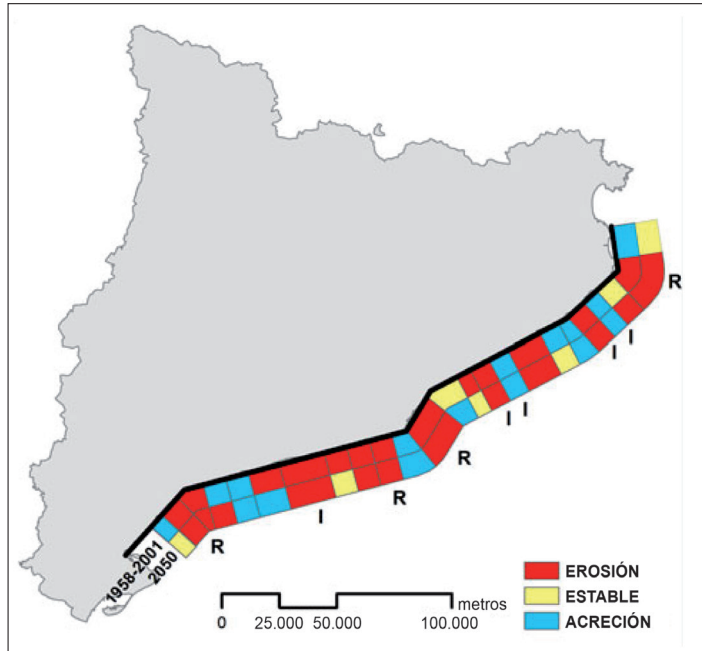 R
I I
I I
R
R
I
R
1958-2001
2050
EROSIÓN
ESTABLE
ACRECIÓN
metros
0 25.000 50.000 100.000